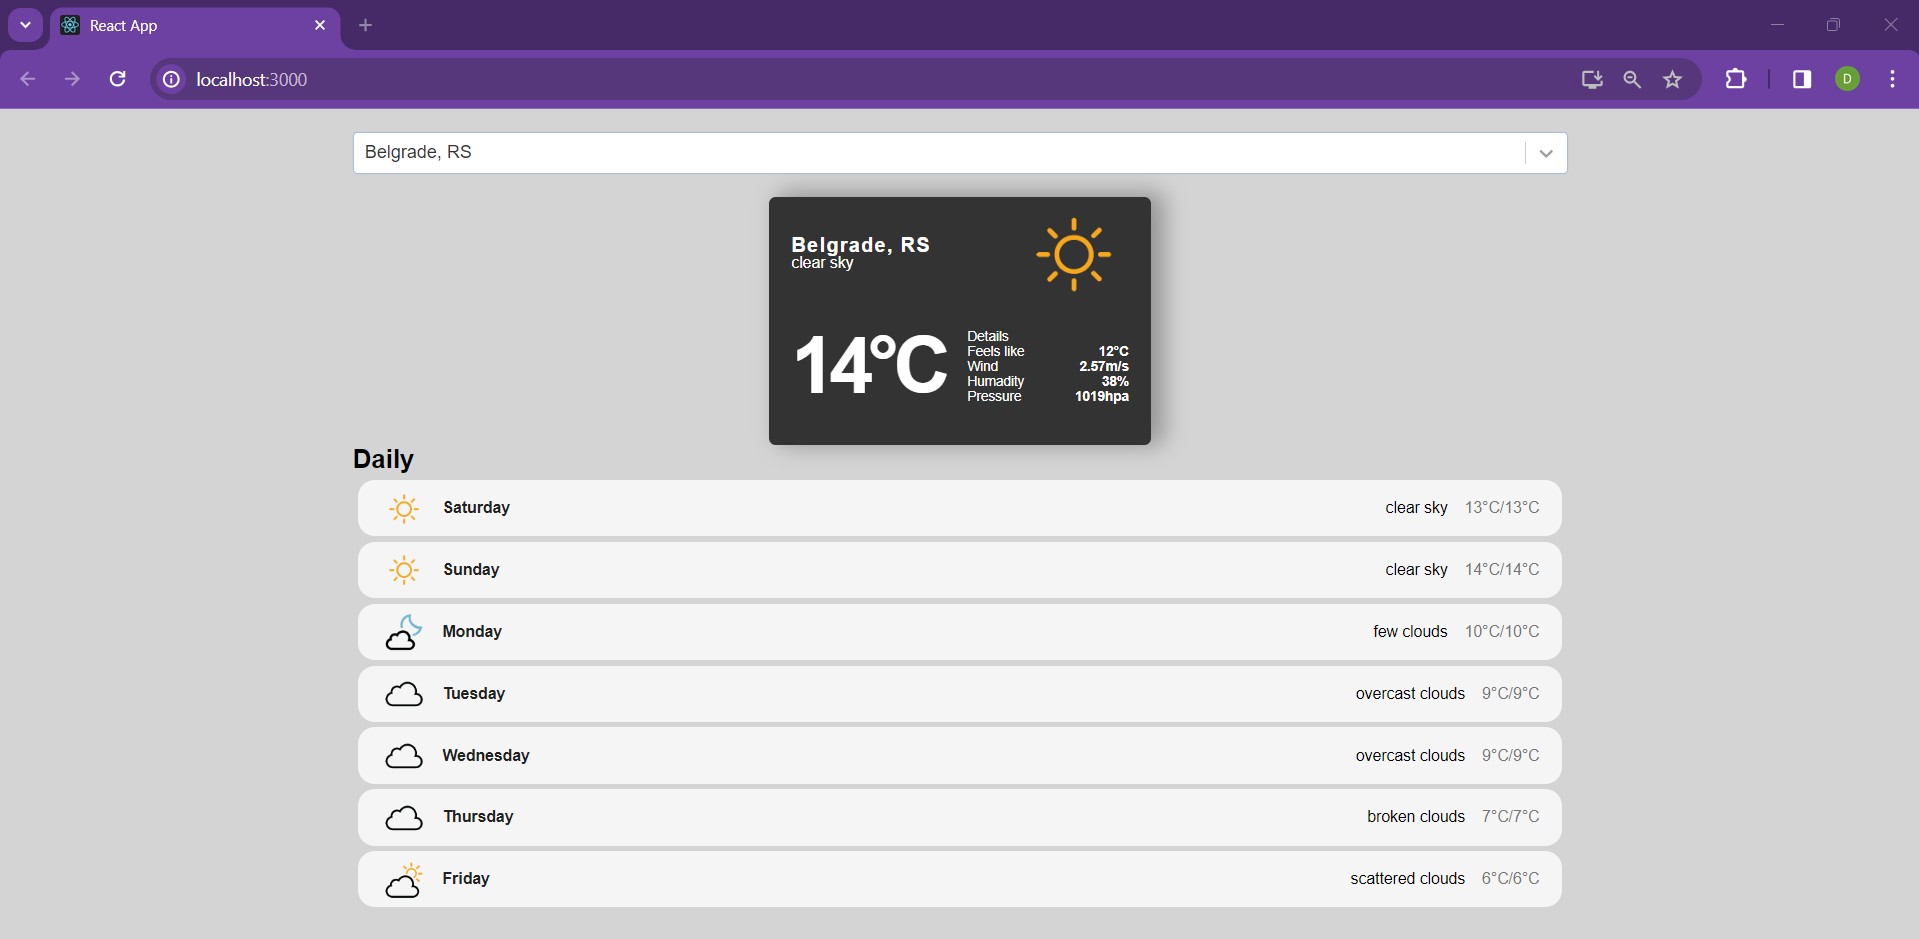 React App
localhost:3000
D
Belgrade, RS
Belgrade, RS
clear sky
14°C
Details
Feels like 12°C
Wind 2.57m/s
Humadity 38%
Pressure 1019hpa
Daily
Saturday clear sky 13°C/13°C
Sunday clear sky 14°C/14°C
Monday few clouds 10°C/10°C
Tuesday overcast clouds 9°C/9°C
Wednesday overcast clouds 9°C/9°C
Thursday broken clouds 7°C/7°C
Friday scattered clouds 6°C/6°C